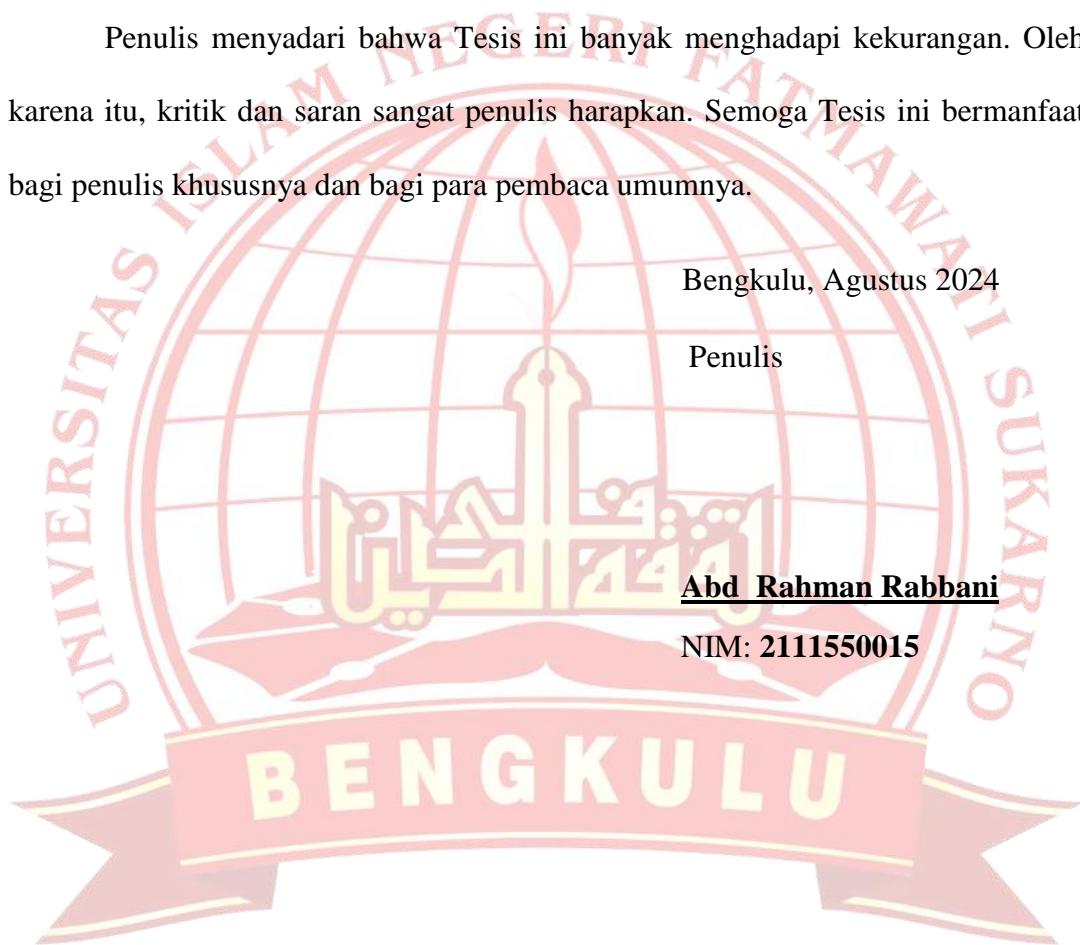 Penulis menyadari bahwa Tesis ini banyak menghadapi kekurangan. Oleh
karena itu, kritik dan saran sangat penulis harapkan. Semoga Tesis ini bermanfaat
bagi penulis khususnya dan bagi para pembaca umumnya.
Bengkulu, Agustus 2024
Penulis
Abd Rahman Rabbani
NIM: 2111550015
UNIVERSITAS ISLAM NEGERI FATMAWATI SUKARNO
BENGKULU